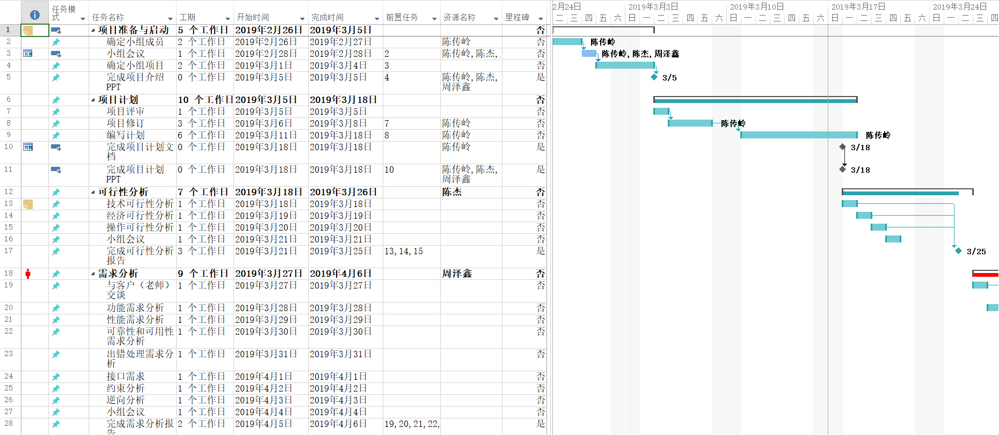 任务模式 任务名称 工期 开始时间 完成时间 前置任务 资源名称 里程碑
2月24日 2019年3月3日 2019年3月10日 2019年3月17日 2019年3月24日
二 三 四 五 六 日 一 二 三 四 五 六 日 一 二 三 四 五 六 日 一 二 三 四 五 六 日 一 二 三 四
1 项目准备与启动 5 个工作日 2019年2月26日 2019年3月5日 否
2 确定小组成员 2 个工作日 2019年2月26日 2019年2月27日 陈传岭 否 陈传岭
3 小组会议 1 个工作日 2019年2月28日 2019年2月28日 2 陈传岭,陈杰, 否 陈传岭,陈杰,周泽鑫
4 确定小组项目 2 个工作日 2019年3月1日 2019年3月4日 3 否
5 完成项目介绍PPT 0 个工作日 2019年3月5日 2019年3月5日 4 陈传岭,陈杰,周泽鑫 是 3/5
6 项目计划 10 个工作日 2019年3月5日 2019年3月18日 否
7 项目评审 1 个工作日 2019年3月5日 2019年3月5日 否
8 项目修订 3 个工作日 2019年3月6日 2019年3月8日 7 陈传岭 否 陈传岭
9 编写计划 6 个工作日 2019年3月11日 2019年3月18日 8 陈传岭 否 陈传岭
10 完成项目计划文档 0 个工作日 2019年3月18日 2019年3月18日 陈传岭 是 3/18
11 完成项目计划PPT 0 个工作日 2019年3月18日 2019年3月18日 10 陈传岭,陈杰,周泽鑫 是 3/18
12 可行性分析 7 个工作日 2019年3月18日 2019年3月26日 陈杰 否
13 技术可行性分析 1 个工作日 2019年3月18日 2019年3月18日 否
14 经济可行性分析 1 个工作日 2019年3月19日 2019年3月19日 否
15 操作可行性分析 1 个工作日 2019年3月20日 2019年3月20日 否
16 小组会议 1 个工作日 2019年3月21日 2019年3月21日 否
17 完成可行性分析报告 3 个工作日 2019年3月21日 2019年3月25日 13,14,15 是 3/25
18 需求分析 9 个工作日 2019年3月27日 2019年4月6日 周泽鑫 否
19 与客户（老师）交谈 1 个工作日 2019年3月27日 2019年3月27日 否
20 功能需求分析 1 个工作日 2019年3月28日 2019年3月28日 否
21 性能需求分析 1 个工作日 2019年3月29日 2019年3月29日 否
22 可靠性和可用性需求分析 1 个工作日 2019年3月30日 2019年3月30日 否
23 出错处理需求分析 1 个工作日 2019年3月31日 2019年3月31日 否
24 接口需求 1 个工作日 2019年4月1日 2019年4月1日 否
25 约束分析 1 个工作日 2019年4月2日 2019年4月2日 否
26 逆向分析 1 个工作日 2019年4月3日 2019年4月3日 否
27 小组会议 1 个工作日 2019年4月4日 2019年4月4日 否
28 完成需求分析报告 2 个工作日 2019年4月5日 2019年4月6日 19,20,21,22, 是